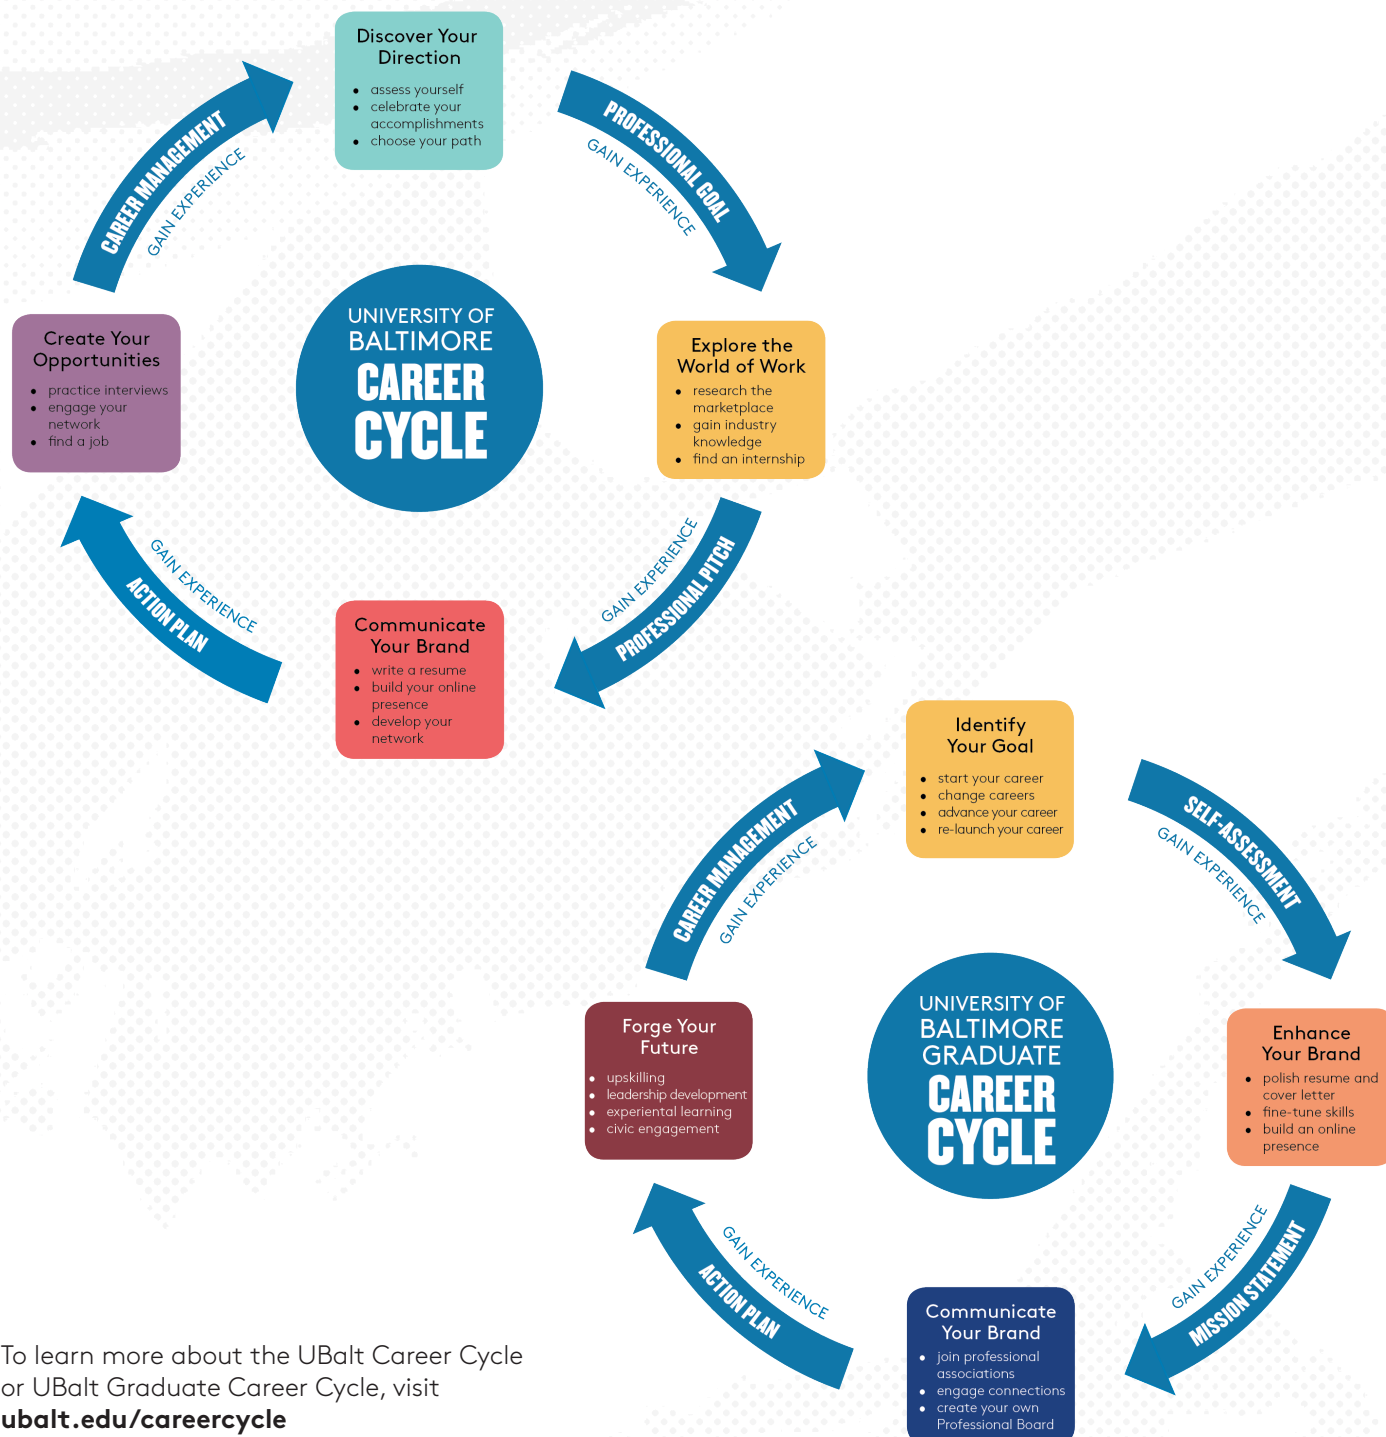 Discover Your
Direction
• assess yourself
• celebrate your
accomplishments
• choose your path
PROFESSIONAL GOAL
GAIN EXPERIENCE
Explore the
World of Work
• research the
marketplace
• gain industry
knowledge
• find an internship
PROFESSIONAL PITCH
GAIN EXPERIENCE
Communicate
Your Brand
• write a resume
• build your online
presence
• develop your
network
ACTION PLAN
GAIN EXPERIENCE
Create Your
Opportunities
• practice interviews
• engage your
network
• find a job
CAREER MANAGEMENT
GAIN EXPERIENCE
UNIVERSITY OF
BALTIMORE
CAREER
CYCLE
Identify
Your Goal
• start your career
• change careers
• advance your career
• re-launch your career
SELF-ASSESSMENT
GAIN EXPERIENCE
Enhance
Your Brand
• polish resume and
cover letter
• fine-tune skills
• build an online
presence
MISSION STATEMENT
GAIN EXPERIENCE
Communicate
Your Brand
• join professional
associations
• engage connections
• create your own
Professional Board
ACTION PLAN
GAIN EXPERIENCE
Forge Your
Future
• upskilling
• leadership development
• experiental learning
• civic engagement
CAREER MANAGEMENT
GAIN EXPERIENCE
UNIVERSITY OF
BALTIMORE
GRADUATE
CAREER
CYCLE
To learn more about the UBalt Career Cycle
or UBalt Graduate Career Cycle, visit
ubalt.edu/careercycle